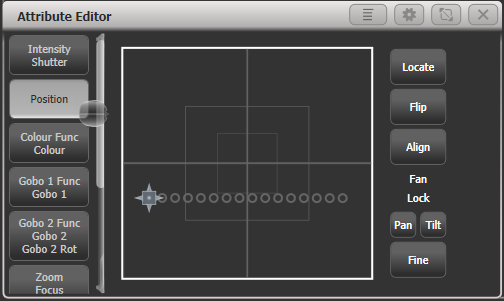 Attribute Editor
Intensity
Shutter
Position
Colour Func
Colour
Gobo 1 Func
Gobo 1
Gobo 2 Func
Gobo 2
Gobo 2 Rot
Zoom
Focus
Locate
Flip
Align
Fan
Lock
Pan Tilt
Fine